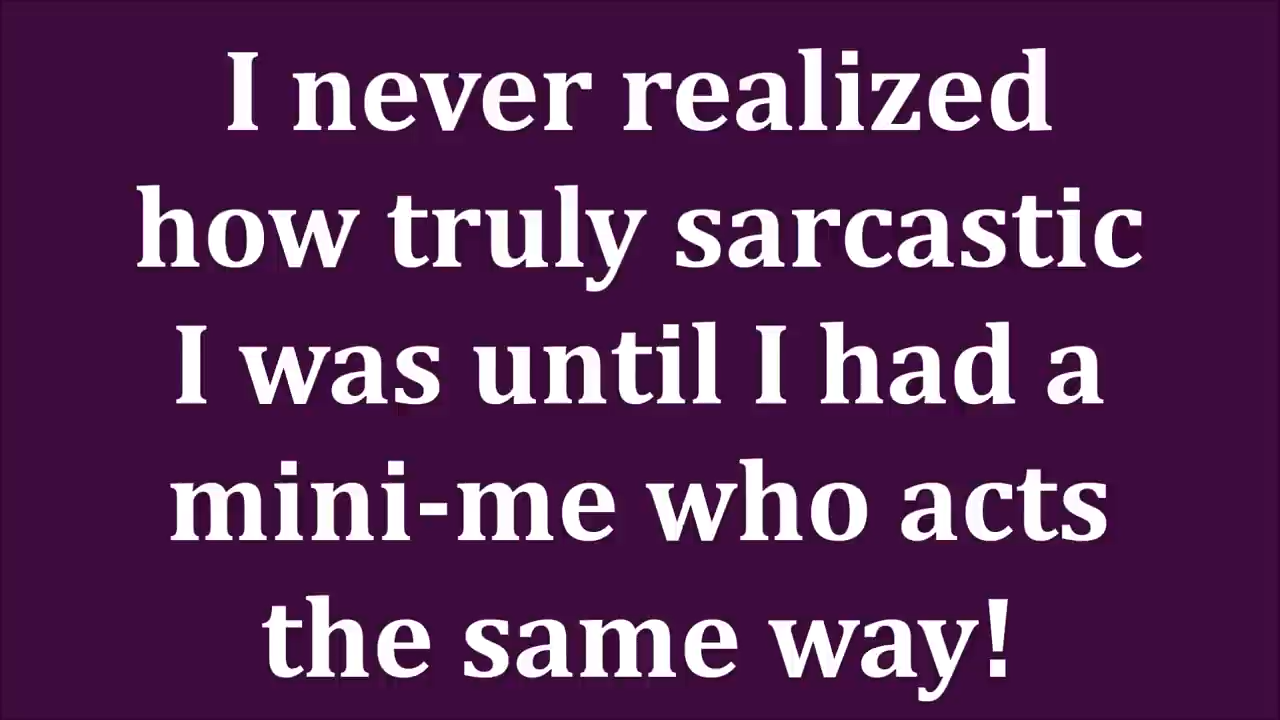 I never realized
how truly sarcastic
I was until I had a
mini-me who acts
the same way!